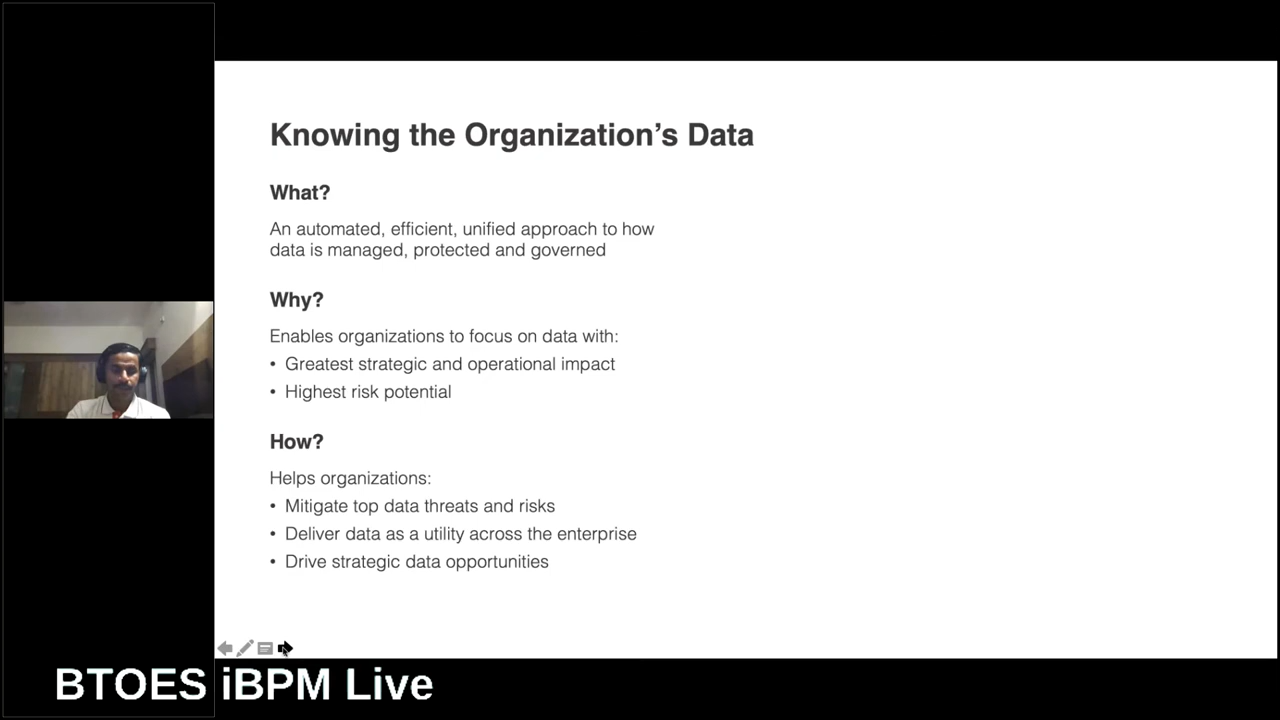 Knowing the Organization’s Data
What?
An automated, efficient, unified approach to how
data is managed, protected and governed
Why?
Enables organizations to focus on data with:
• Greatest strategic and operational impact
• Highest risk potential
How?
Helps organizations:
• Mitigate top data threats and risks
• Deliver data as a utility across the enterprise
• Drive strategic data opportunities
BTOES iBPM Live